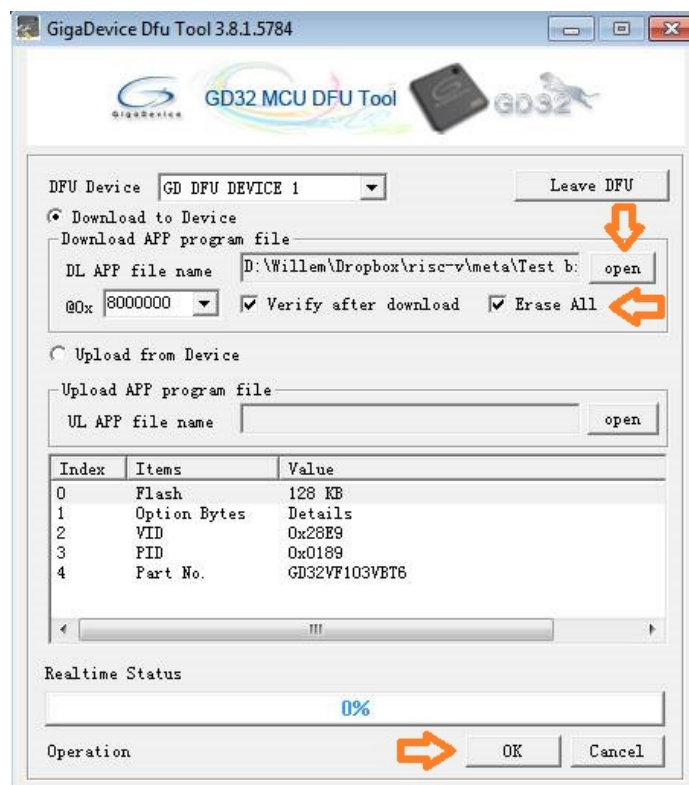 GigaDevice Dfu Tool 3.8.1.5784
GigaDevice
GD32 MCU DFU Tool
GD32
DFU Device GD DFU DEVICE 1 Leave DFU
Download to Device
Download APP program file
DL APP file name D:\Willem\Dropbox\risc-v\meta\Test b: open
@0x 8000000 Verify after download Erase All
Upload from Device
Upload APP program file
UL APP file name open
Index Items Value
0 Flash 128 KB
1 Option Bytes Details
2 VID 0x28E9
3 PID 0x0189
4 Part No. GD32VF103VBT6
Realtime Status
0%
Operation OK Cancel